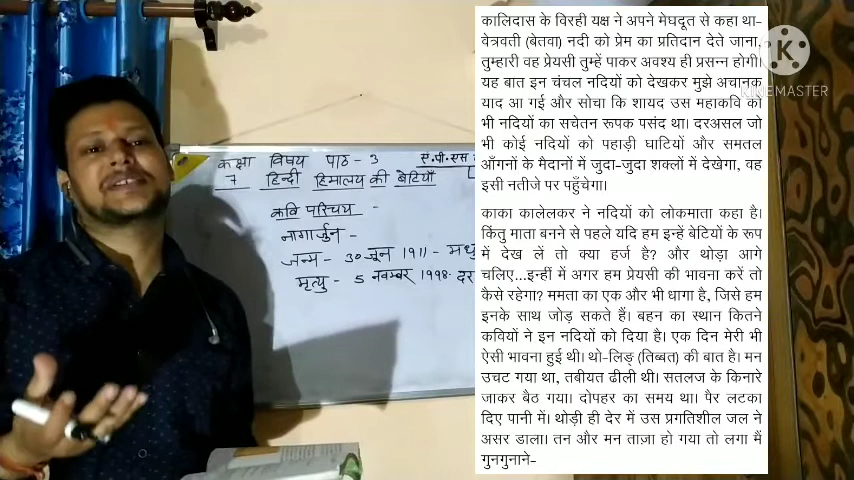 कक्षा विषय पाठ - 3 ऐ.पी.एस
7 हिन्दी हिमालय की बेटियाँ
कवि परिचय -
नागार्जुन -
जन्म - 30 जून 1911 - मधु
मृत्यु - 5 नवम्बर 1998 - दर
कालिदास के विरही यक्ष ने अपने मेघदूत से कहा था-
वेत्रवती (बेतवा) नदी को प्रेम का प्रतिदान देते जाना,
तुम्हारी वह प्रेयसी तुम्हें पाकर अवश्य ही प्रसन्न होगी।
यह बात इन चंचल नदियों को देखकर मुझे अचानक
याद आ गई और सोचा कि शायद उस महाकवि को
भी नदियों का सचेतन रूपक पसंद था। दरअसल जो
भी कोई नदियों को पहाड़ी घाटियों और समतल
आँगनों के मैदानों में जुदा-जुदा शक्लों में देखेगा, वह
इसी नतीजे पर पहुँचेगा।
काका कालेलकर ने नदियों को लोकमाता कहा है।
किंतु माता बनने से पहले यदि हम इन्हें बेटियों के रूप
में देख लें तो क्या हर्ज है? और थोड़ा आगे
चलिए...इन्हीं में अगर हम प्रेयसी की भावना करें तो
कैसे रहेगा? ममता का एक और भी धागा है, जिसे हम
इनके साथ जोड़ सकते हैं। बहन का स्थान कितने
कवियों ने इन नदियों को दिया है। एक दिन मेरी भी
ऐसी भावना हुई थी। थो-लिङ् (तिब्बत) की बात है। मन
उचट गया था, तबीयत ढीली थी। सतलज के किनारे
जाकर बैठ गया। दोपहर का समय था। पैर लटका
दिए पानी में। थोड़ी ही देर में उस प्रगतिशील जल ने
असर डाला। तन और मन ताज़ा हो गया तो लगा मैं
गुनगुनाने-
K
KINEMASTER